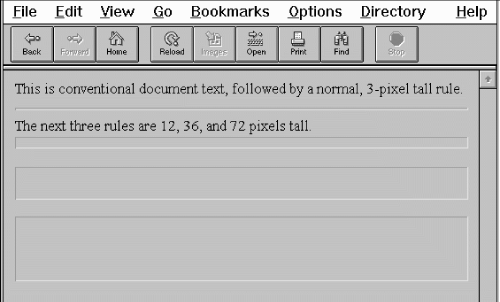 File Edit View Go Bookmarks Options Directory Help
Back Forward Home Reload Images Open Print Find Stop
This is conventional document text, followed by a normal, 3-pixel tall rule.
The next three rules are 12, 36, and 72 pixels tall.